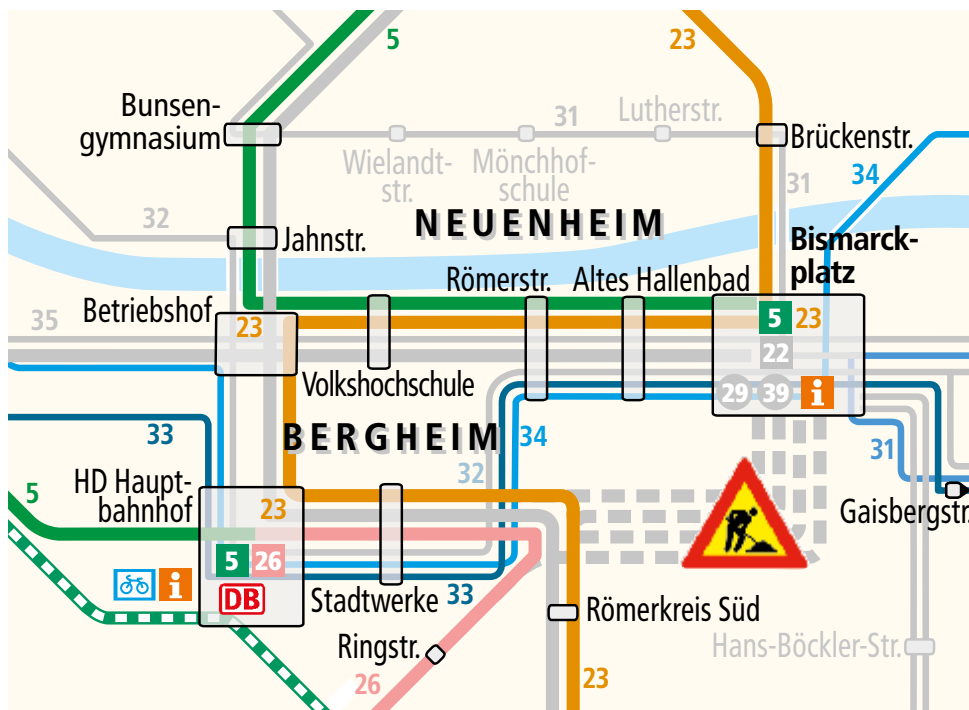 5
23
Bunsen-
gymnasium
31
Lutherstr.
Brückenstr.
Wielandt-
str.
Mönchhof-
schule
34
31
32
Jahnstr.
NEUENHEIM
Bismarck-
platz
Römerstr.
Altes Hallenbad
Betriebshof
35
23
5
23
22
Volkshochschule
29
39
i
33
BERGHEIM
34
32
31
HD Haupt-
bahnhof
5
23
Gaisbergstr.
5
26
i
DB
Stadtwerke
33
Römerkreis Süd
Ringstr.
Hans-Böckler-Str.
26
23